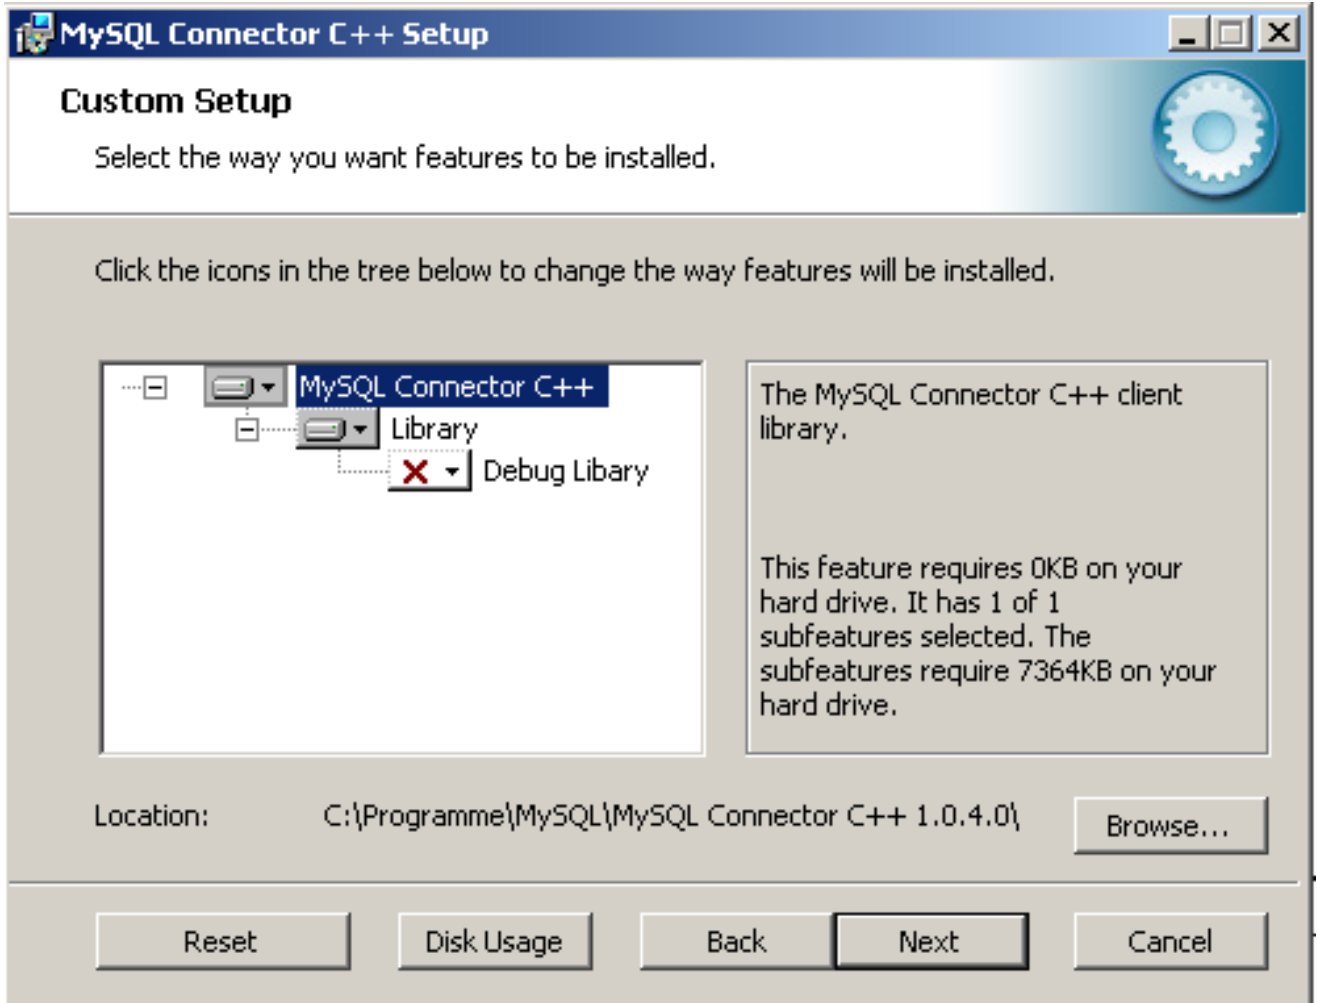 MySQL Connector C++ Setup
Custom Setup
Select the way you want features to be installed.
Click the icons in the tree below to change the way features will be installed.
MySQL Connector C++
Library
Debug Libary
The MySQL Connector C++ client
library.
This feature requires 0KB on your
hard drive. It has 1 of 1
subfeatures selected. The
subfeatures require 7364KB on your
hard drive.
Location: C:\Programme\MySQL\MySQL Connector C++ 1.0.4.0\
Browse...
Reset Disk Usage Back Next Cancel